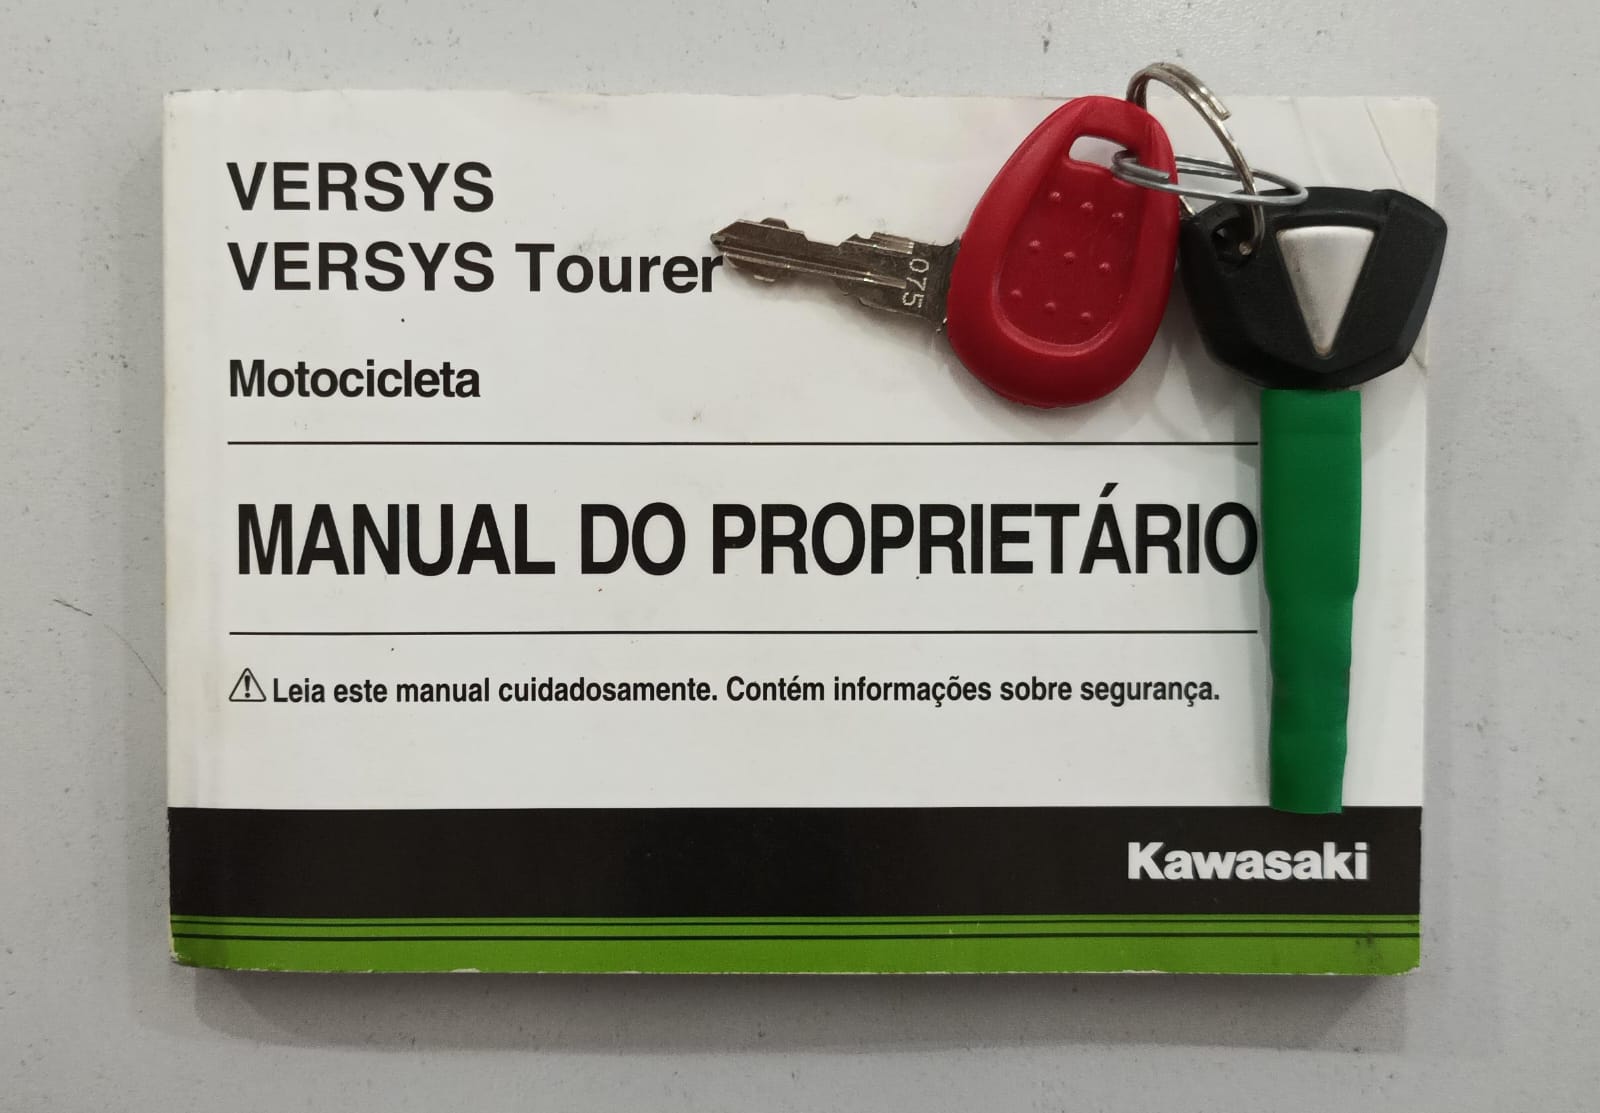 VERSYS
VERSYS Tourer
Motocicleta
MANUAL DO PROPRIETÁRIO
Leia este manual cuidadosamente. Contém informações sobre segurança.
Kawasaki
075